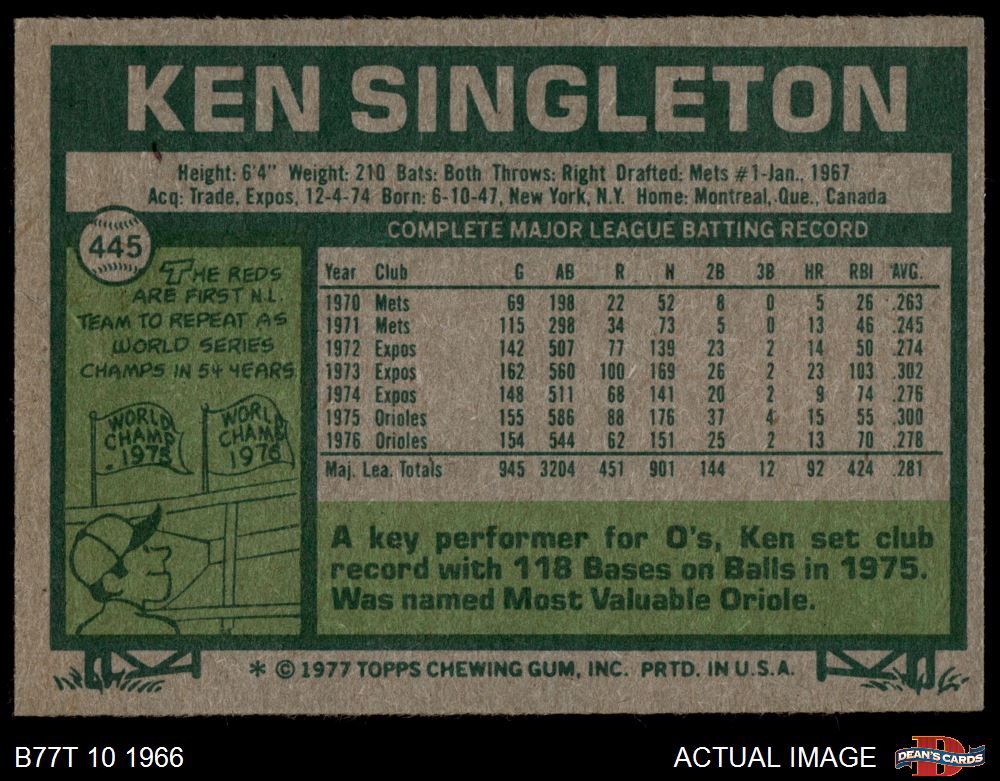 KEN SINGLETON
Height: 6'4" Weight: 210 Bats: Both Throws: Right Drafted: Mets #1-Jan., 1967
Acq: Trade, Expos, 12-4-74 Born: 6-10-47, New York, N.Y. Home: Montreal, Que., Canada
445
COMPLETE MAJOR LEAGUE BATTING RECORD
THE REDS
ARE FIRST N.L.
TEAM TO REPEAT AS
WORLD SERIES
CHAMPS IN 54 YEARS
WORLD
CHAMP
1975
WORLD
CHAMP
1976
Year Club G AB R H 2B 3B HR RBI AVG.
1970 Mets 69 198 22 52 8 0 5 26 .263
1971 Mets 115 298 34 73 5 0 13 46 .245
1972 Expos 142 507 77 139 23 2 14 50 .274
1973 Expos 162 560 100 169 26 2 23 103 .302
1974 Expos 148 511 68 141 20 2 9 74 .276
1975 Orioles 155 586 88 176 37 4 15 55 .300
1976 Orioles 154 544 62 151 25 2 13 70 .278
Maj. Lea. Totals 945 3204 451 901 144 12 92 424 .281
A key performer for O's, Ken set club
record with 118 Bases on Balls in 1975.
Was named Most Valuable Oriole.
* © 1977 TOPPS CHEWING GUM, INC. PRTD. IN U.S.A.
B77T 10 1966
ACTUAL IMAGE
D
DEAN'S CARDS